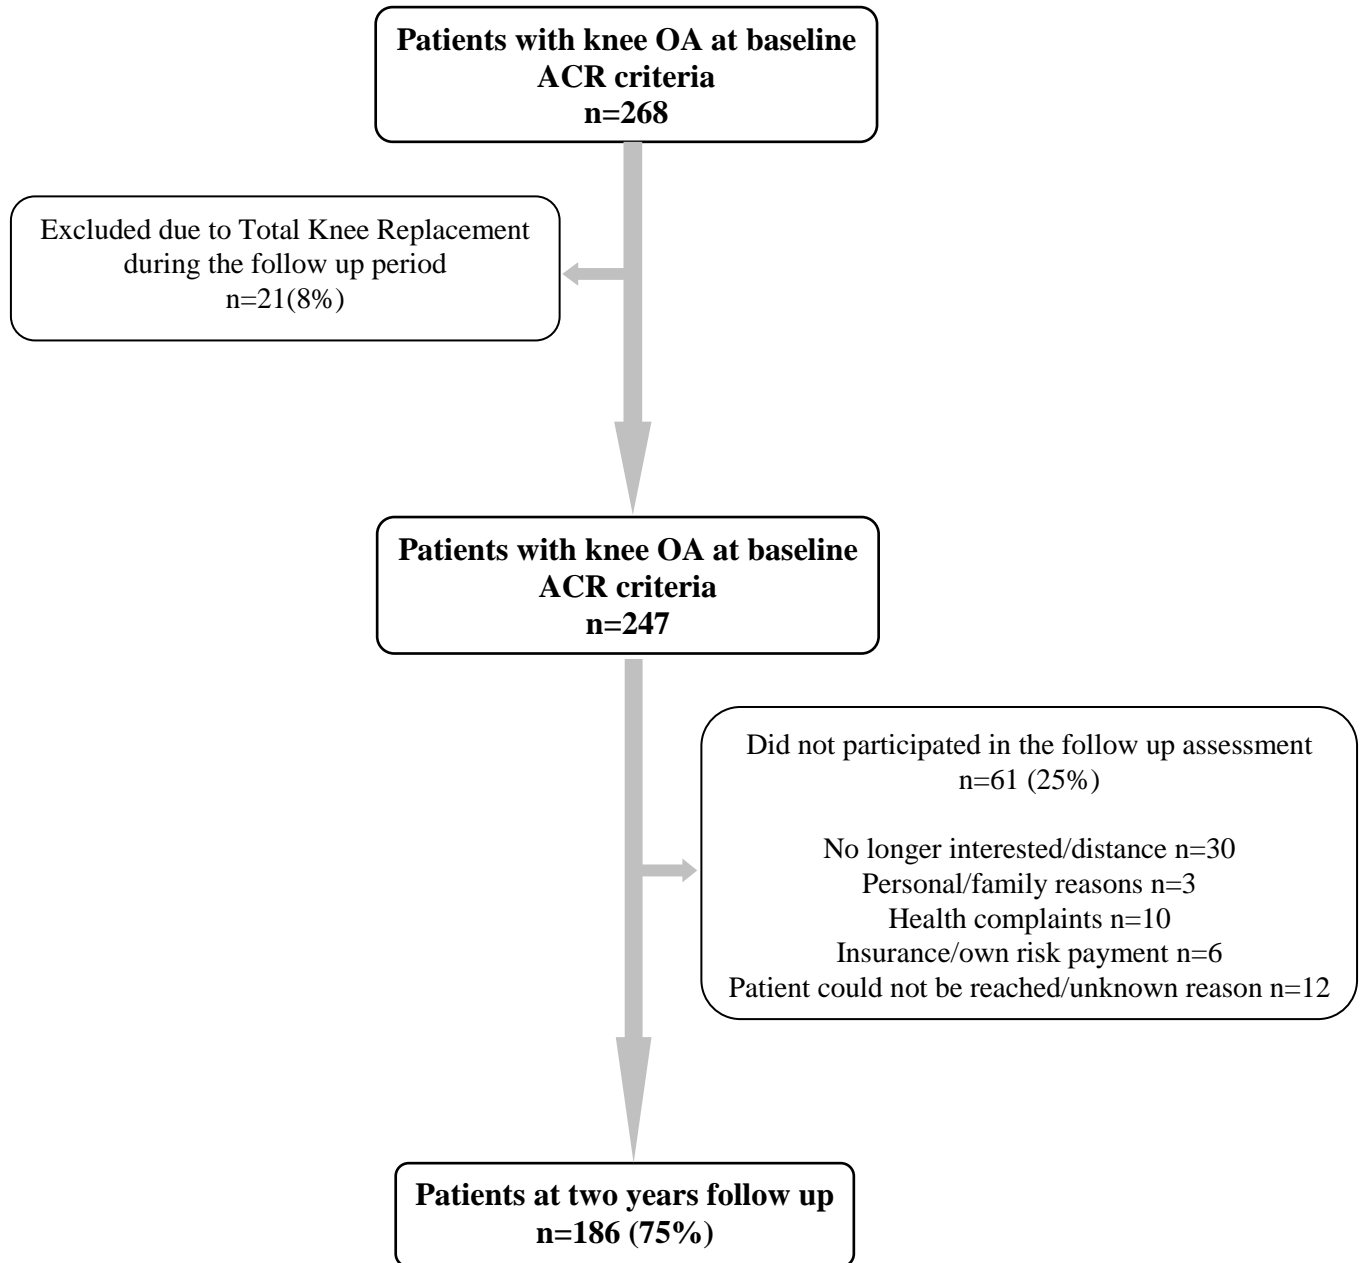 Patients with knee OA at baseline
ACR criteria
n=268
Excluded due to Total Knee Replacement
during the follow up period
n=21(8%)
Patients with knee OA at baseline
ACR criteria
n=247
Did not participated in the follow up assessment
n=61 (25%)
No longer interested/distance n=30
Personal/family reasons n=3
Health complaints n=10
Insurance/own risk payment n=6
Patient could not be reached/unknown reason n=12
Patients at two years follow up
n=186 (75%)